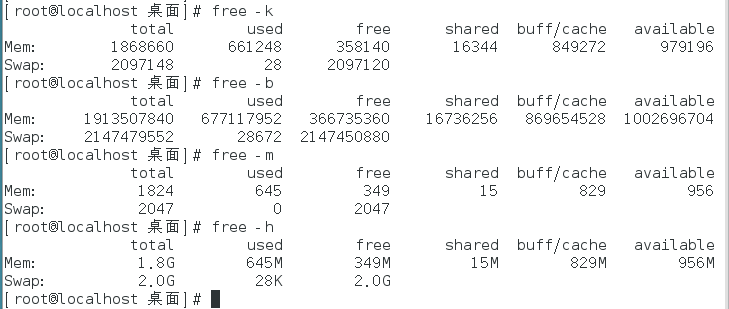 [root@localhost 桌面]# free -k
total used free shared buff/cache available
Mem: 1868660 661248 358140 16344 849272 979196
Swap: 2097148 28 2097120
[root@localhost 桌面]# free -b
total used free shared buff/cache available
Mem: 1913507840 677117952 366735360 16736256 869654528 1002696704
Swap: 2147479552 28672 2147450880
[root@localhost 桌面]# free -m
total used free shared buff/cache available
Mem: 1824 645 349 15 829 956
Swap: 2047 0 2047
[root@localhost 桌面]# free -h
total used free shared buff/cache available
Mem: 1.8G 645M 349M 15M 829M 956M
Swap: 2.0G 28K 2.0G
[root@localhost 桌面]#